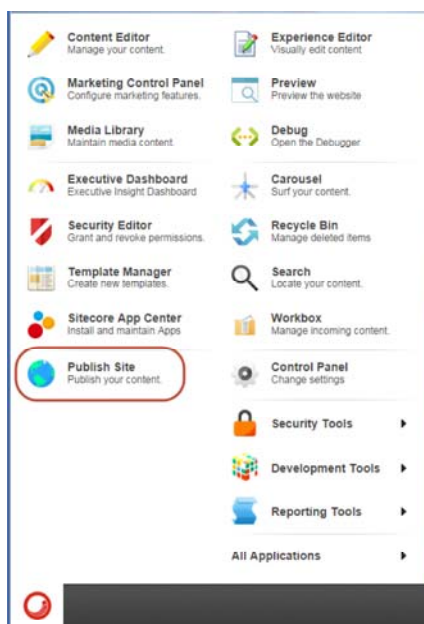 Content Editor
Manage your content.
Marketing Control Panel
Configure marketing features.
Media Library
Maintain media content.
Executive Dashboard
Executive Insight Dashboard
Security Editor
Grant and revoke permissions.
Template Manager
Create new templates.
Sitecore App Center
Install and maintain Apps
Publish Site
Publish your content.
Experience Editor
Visually edit content
Preview
Preview the website
Debug
Open the Debugger
Carousel
Surf your content.
Recycle Bin
Manage deleted items
Search
Locate your content.
Workbox
Manage incoming content.
Control Panel
Change settings
Security Tools
Development Tools
Reporting Tools
All Applications